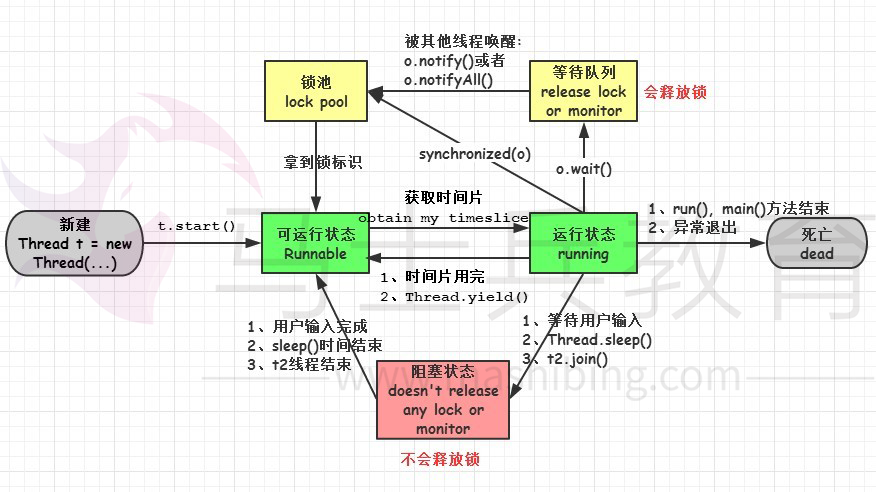 被其他线程唤醒:
o.notify()或者
o.notifyAll()
锁池
lock pool
等待队列
release lock
or monitor
会释放锁
拿到锁标识
synchronized(o)
o.wait()
新建
Thread t = new
Thread(...)
t.start()
可运行状态
Runnable
获取时间片
obtain my timeslice
运行状态
running
1、run(), main()方法结束
2、异常退出
死亡
dead
1、时间片用完
2、Thread.yield()
1、用户输入完成
2、sleep()时间结束
3、t2线程结束
1、等待用户输入
2、Thread.sleep()
3、t2.join()
阻塞状态
doesn't release
any lock or
monitor
不会释放锁
马士兵教育
www.mashibing.com